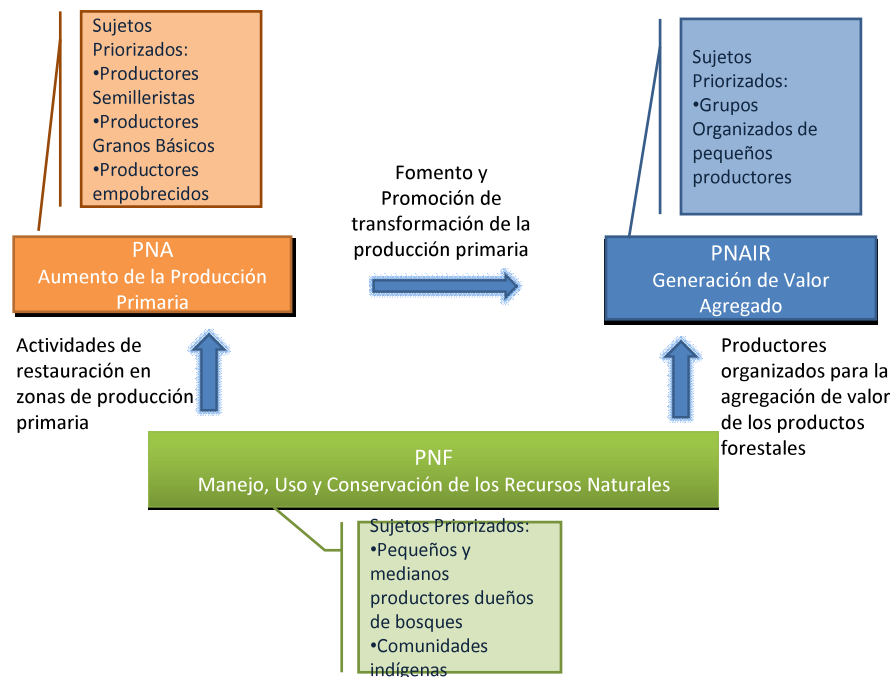 Sujetos
Priorizados:
•Productores
Semilleristas
•Productores
Granos Básicos
•Productores
empobrecidos
Sujetos
Priorizados:
•Grupos
Organizados de
pequeños
productores
Fomento y
Promoción de
transformación de la
producción primaria
PNA
Aumento de la Producción
Primaria
PNAIR
Generación de Valor
Agregado
Actividades de
restauración en
zonas de producción
primaria
Productores
organizados para la
agregación de valor
de los productos
forestales
PNF
Manejo, Uso y Conservación de los Recursos Naturales
Sujetos Priorizados:
•Pequeños y
medianos
productores dueños
de bosques
•Comunidades
indígenas